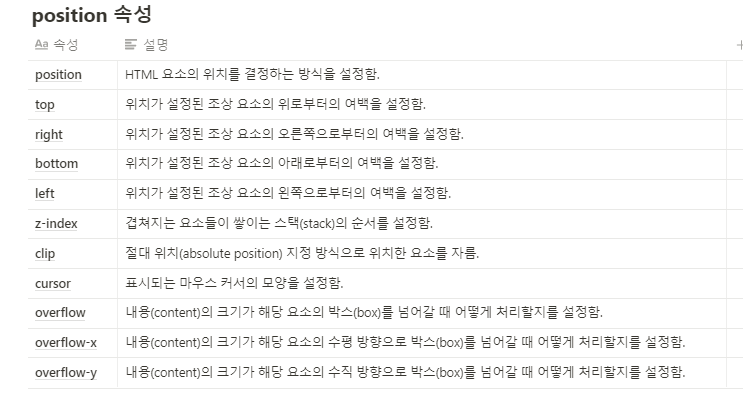 position 속성
Aa 속성 설명
position HTML 요소의 위치를 결정하는 방식을 설정함.
top 위치가 설정된 조상 요소의 위로부터의 여백을 설정함.
right 위치가 설정된 조상 요소의 오른쪽으로부터의 여백을 설정함.
bottom 위치가 설정된 조상 요소의 아래로부터의 여백을 설정함.
left 위치가 설정된 조상 요소의 왼쪽으로부터의 여백을 설정함.
z-index 겹쳐지는 요소들이 쌓이는 스택(stack)의 순서를 설정함.
clip 절대 위치(absolute position) 지정 방식으로 위치한 요소를 자름.
cursor 표시되는 마우스 커서의 모양을 설정함.
overflow 내용(content)의 크기가 해당 요소의 박스(box)를 넘어갈 때 어떻게 처리할지를 설정함.
overflow-x 내용(content)의 크기가 해당 요소의 수평 방향으로 박스(box)를 넘어갈 때 어떻게 처리할지를 설정함.
overflow-y 내용(content)의 크기가 해당 요소의 수직 방향으로 박스(box)를 넘어갈 때 어떻게 처리할지를 설정함.